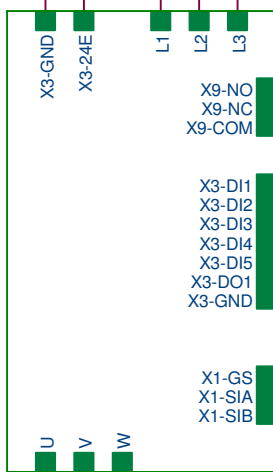 X3-GND
X3-24E
L1
L2
L3
X9-NO
X9-NC
X9-COM
X3-DI1
X3-DI2
X3-DI3
X3-DI4
X3-DI5
X3-DO1
X3-GND
X1-GS
X1-SIA
X1-SIB
U
V
W